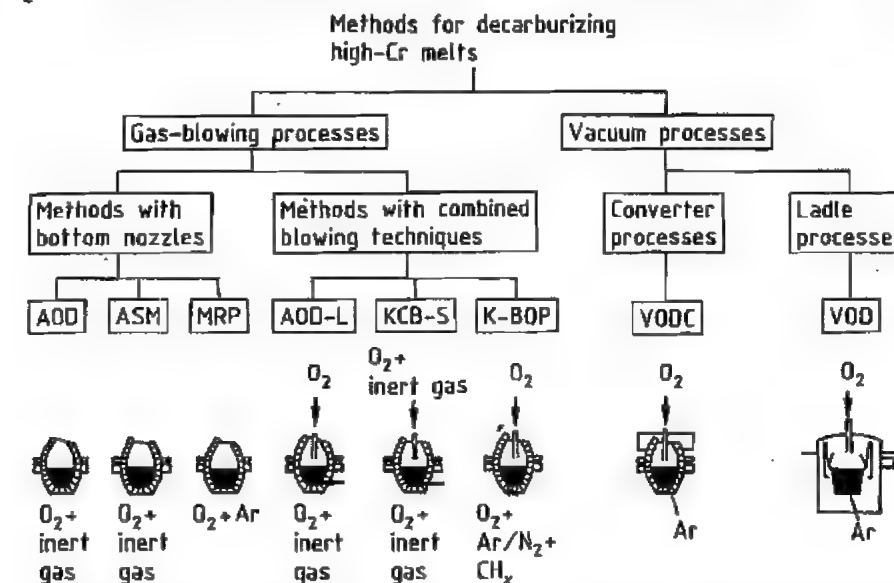 Methods for decarburizing
high-Cr melts
Gas-blowing processes
Vacuum processes
Methods with
bottom nozzles
Methods with combined
blowing techniques
Converter
processes
Ladle
processe
AOD
ASM
MRP
AOD-L
KCB-S
K-BOP
VODC
VOD
O₂
O₂+
inert gas
O₂
O₂
O₂
O₂+
inert
gas
O₂+
inert
gas
O₂+Ar
O₂+
inert
gas
O₂+
inert
gas
O₂+
Ar/N₂+
CHₓ
Ar
Ar